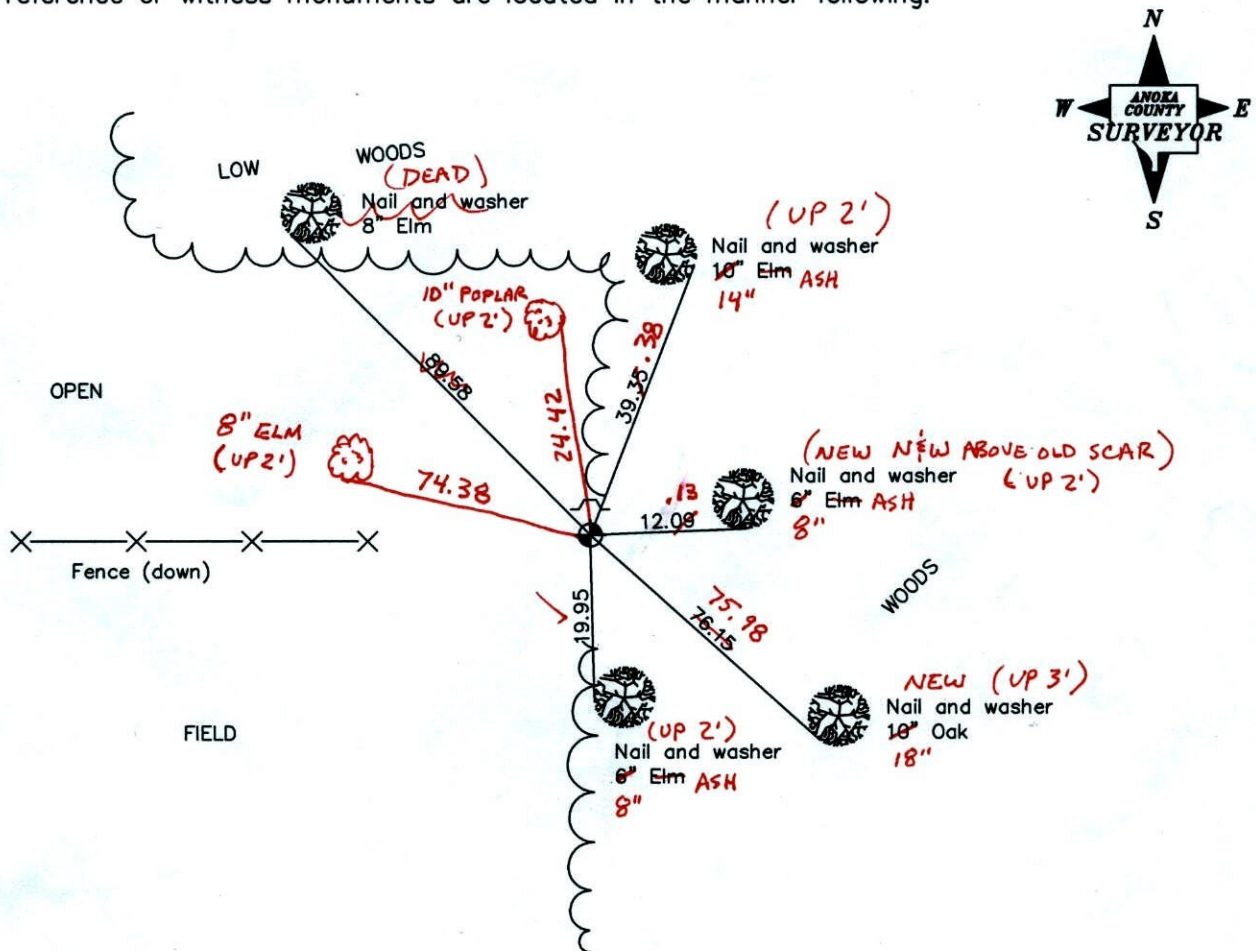 reference or witness monuments are located in the manner following:
N
W ANOKA COUNTY SURVEYOR E
S
LOW WOODS
(DEAD)
Nail and washer
8" Elm
(UP 2')
Nail and washer
10" Elm ASH
14"
10" POPLAR
(UP 2')
89.58
24.42
39.35 .38
OPEN
8" ELM
(UP 2')
74.38
(NEW N&W ABOVE OLD SCAR)
Nail and washer (UP 2')
6" Elm ASH
8"
12.09 .13
Fence (down)
WOODS
19.95
75.98
76.15
NEW (UP 3')
Nail and washer
10" Oak
18"
FIELD
(UP 2')
Nail and washer
6" Elm ASH
8"